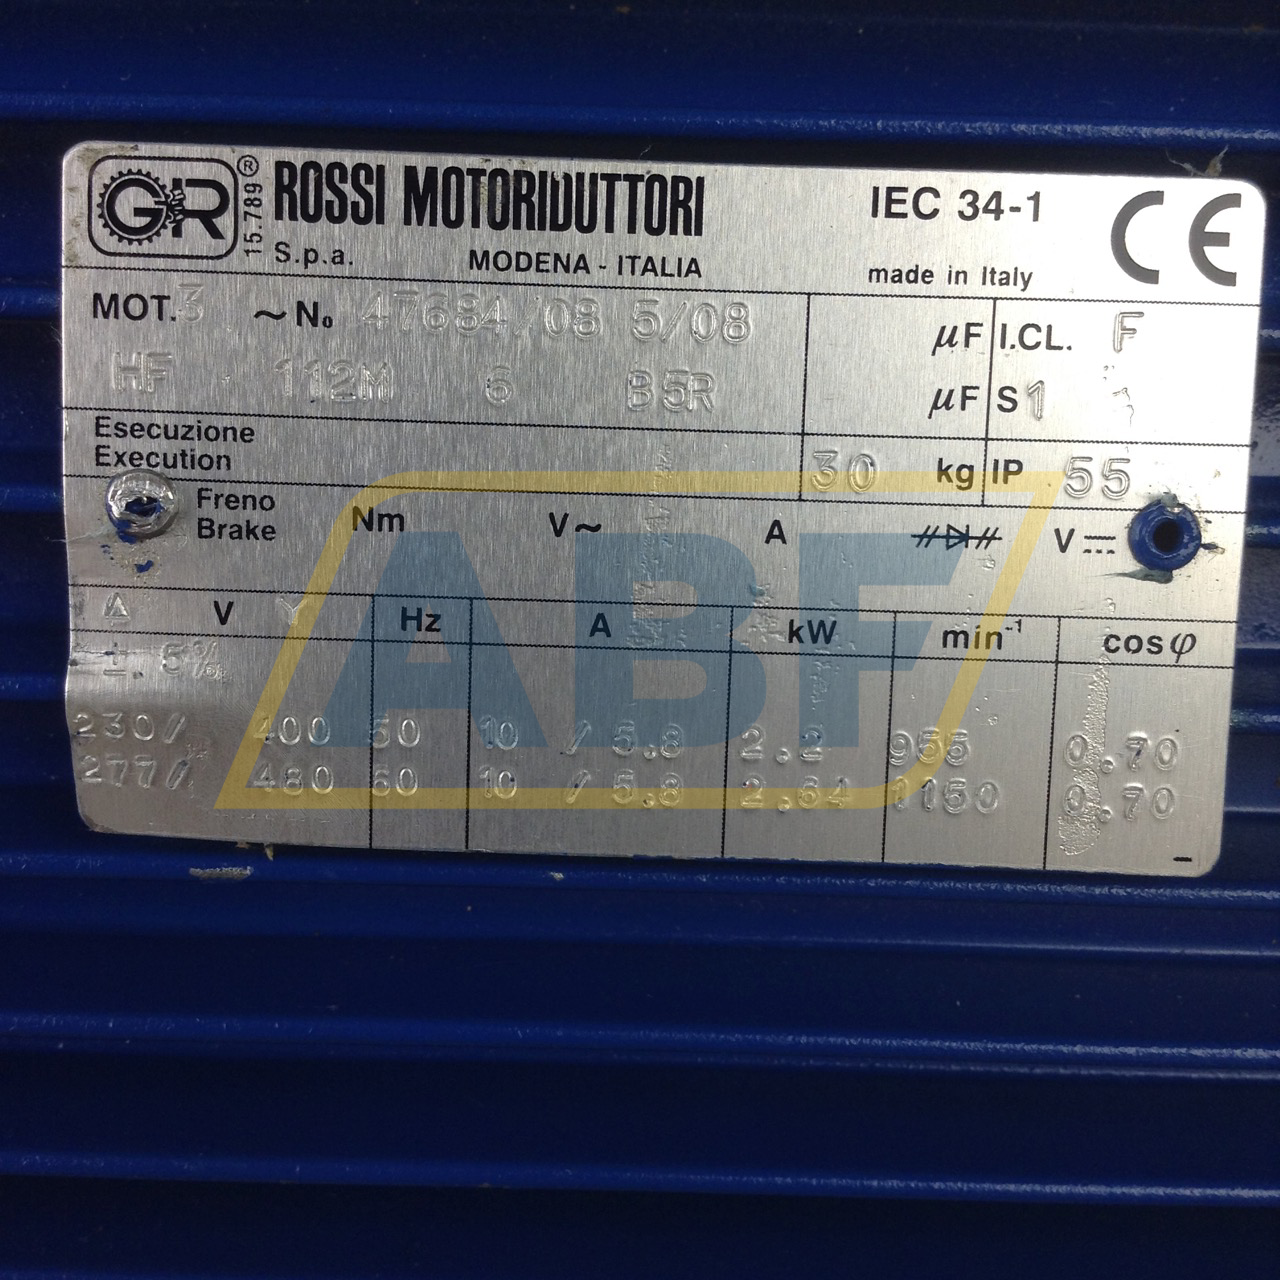 GR ® 15.789 ROSSI MOTORIDUTTORI IEC 34-1 CE
S.p.a. MODENA - ITALIA made in Italy
MOT. 3 ~ No 47684/08 5/08 µF I.CL. F
HF 112M 6 B5R µF S1
Esecuzione
Execution 30 kg IP 55
Freno
Brake Nm V~ A V⎓
△ V Y Hz A kW min-1 cosφ
± 5%
230/ 400 50 10 / 5.8 2.2 955 0.70
277/ 480 60 10 / 5.8 2.64 1150 0.70
ABF